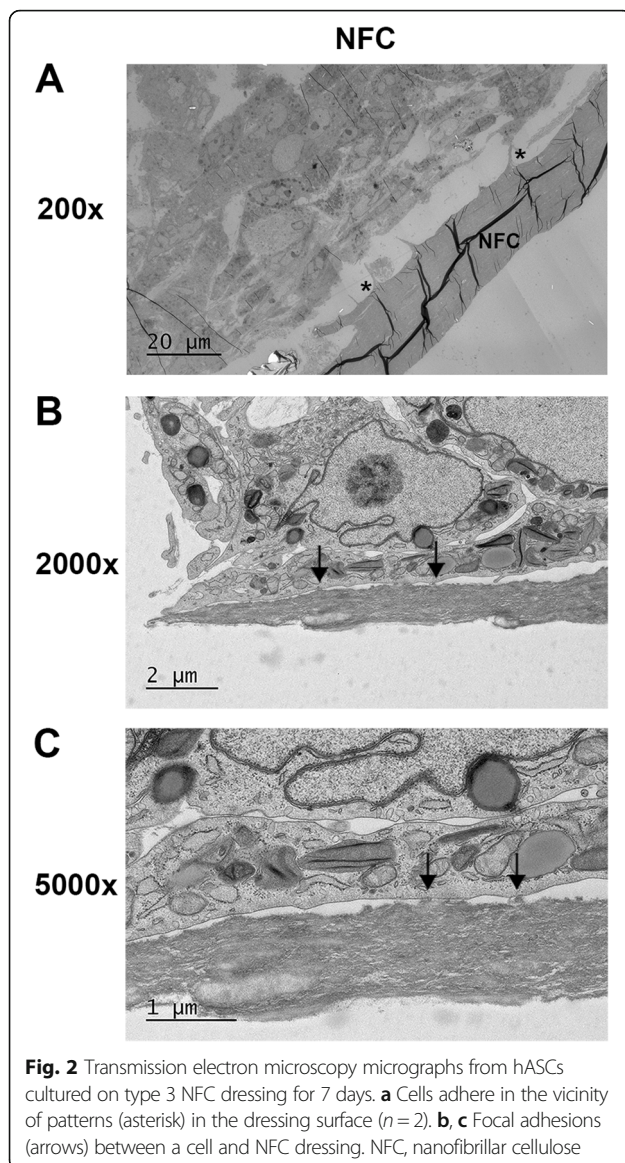 NFC
A
200x
*
*
NFC
20 µm
B
2000x
2 µm
C
5000x
1 µm
Fig. 2 Transmission electron microscopy micrographs from hASCs
cultured on type 3 NFC dressing for 7 days. a Cells adhere in the vicinity
of patterns (asterisk) in the dressing surface (n = 2). b, c Focal adhesions
(arrows) between a cell and NFC dressing. NFC, nanofibrillar cellulose